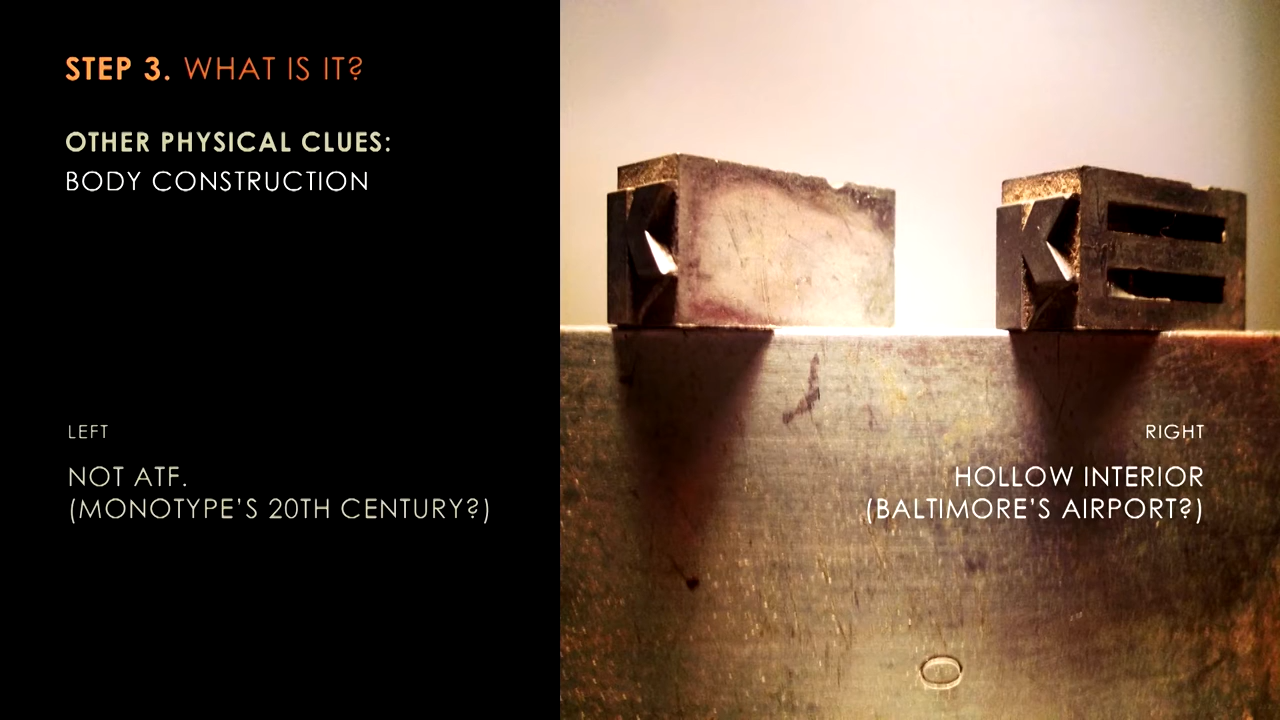 STEP 3. WHAT IS IT?
OTHER PHYSICAL CLUES:
BODY CONSTRUCTION
LEFT
NOT ATF.
(MONOTYPE'S 20TH CENTURY?)
K
K
RIGHT
HOLLOW INTERIOR
(BALTIMORE'S AIRPORT?)